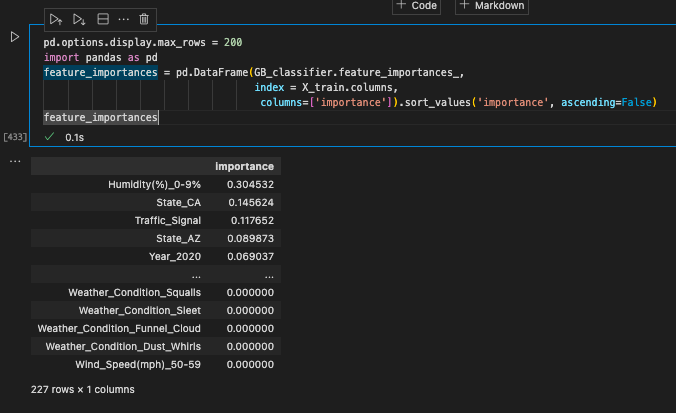 + Code + Markdown
pd.options.display.max_rows = 200
import pandas as pd
feature_importances = pd.DataFrame(GB_classifier.feature_importances_,
index = X_train.columns,
columns=['importance']).sort_values('importance', ascending=False)
feature_importances
[433] ✓ 0.1s
...
importance
Humidity(%)_0-9% 0.304532
State_CA 0.145624
Traffic_Signal 0.117652
State_AZ 0.089873
Year_2020 0.069037
... ...
Weather_Condition_Squalls 0.000000
Weather_Condition_Sleet 0.000000
Weather_Condition_Funnel_Cloud 0.000000
Weather_Condition_Dust_Whirls 0.000000
Wind_Speed(mph)_50-59 0.000000
227 rows × 1 columns